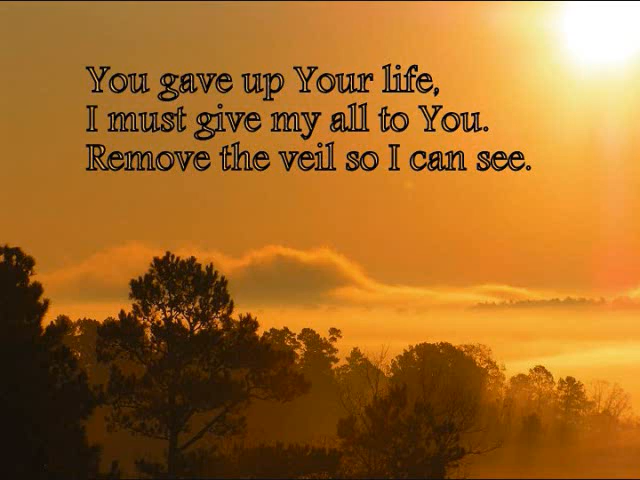 You gave up Your life,
I must give my all to You.
Remove the veil so I can see.